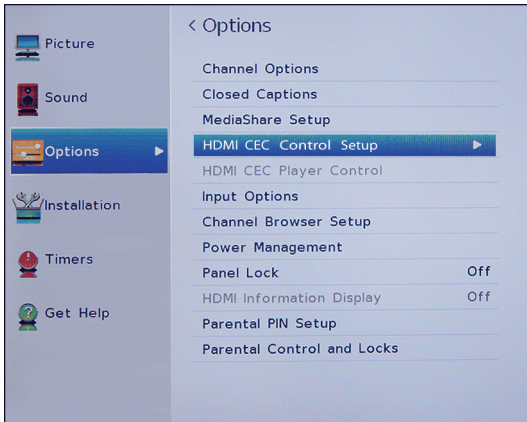 Picture
Sound
Options
Installation
Timers
Get Help
< Options
Channel Options
Closed Captions
MediaShare Setup
HDMI CEC Control Setup
HDMI CEC Player Control
Input Options
Channel Browser Setup
Power Management
Panel Lock Off
HDMI Information Display Off
Parental PIN Setup
Parental Control and Locks